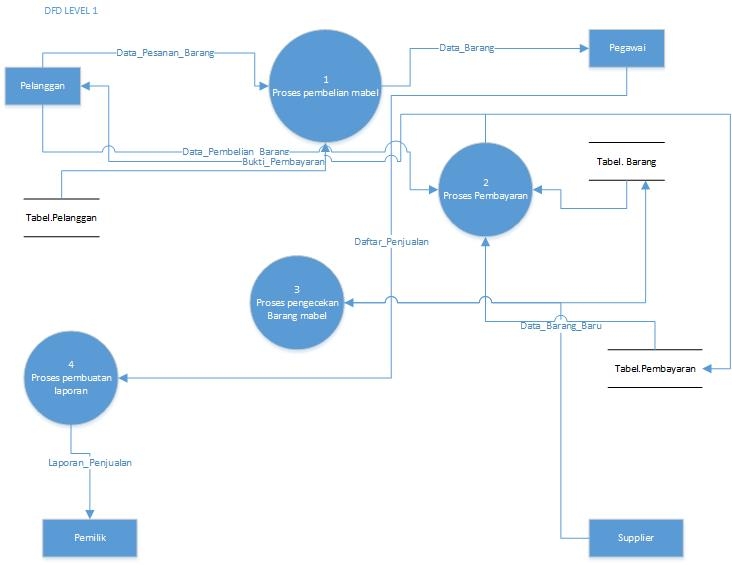 DFD LEVEL 1
Data_Pesanan_Barang
Data_Barang
Pegawai
Pelanggan
1
Proses pembelian mabel
Data_Pembelian_Barang
Bukti_Pembayaran
Tabel. Barang
2
Proses Pembayaran
Tabel.Pelanggan
Daftar_Penjualan
3
Proses pengecekan
Barang mabel
Data_Barang_Baru
4
Proses pembuatan
laporan
Tabel.Pembayaran
Laporan_Penjualan
Pemilik
Supplier